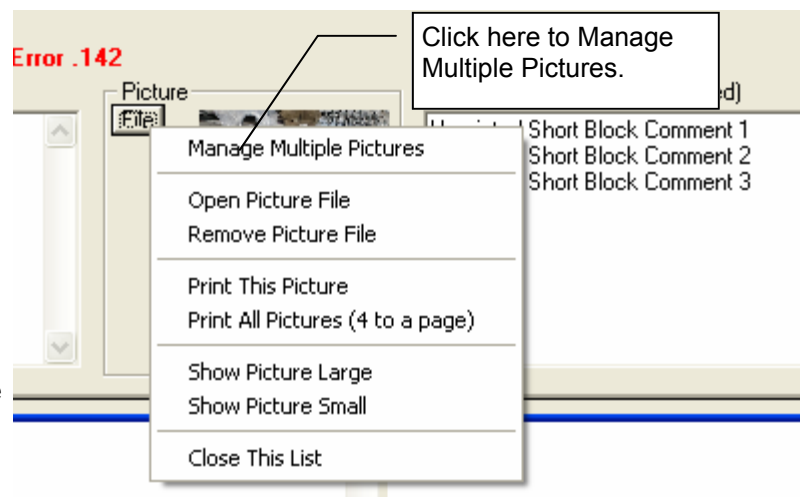 Click here to Manage
Multiple Pictures.
Error .142
Picture
ed)
File
Short Block Comment 1
Short Block Comment 2
Short Block Comment 3
Manage Multiple Pictures
Open Picture File
Remove Picture File
Print This Picture
Print All Pictures (4 to a page)
Show Picture Large
Show Picture Small
Close This List